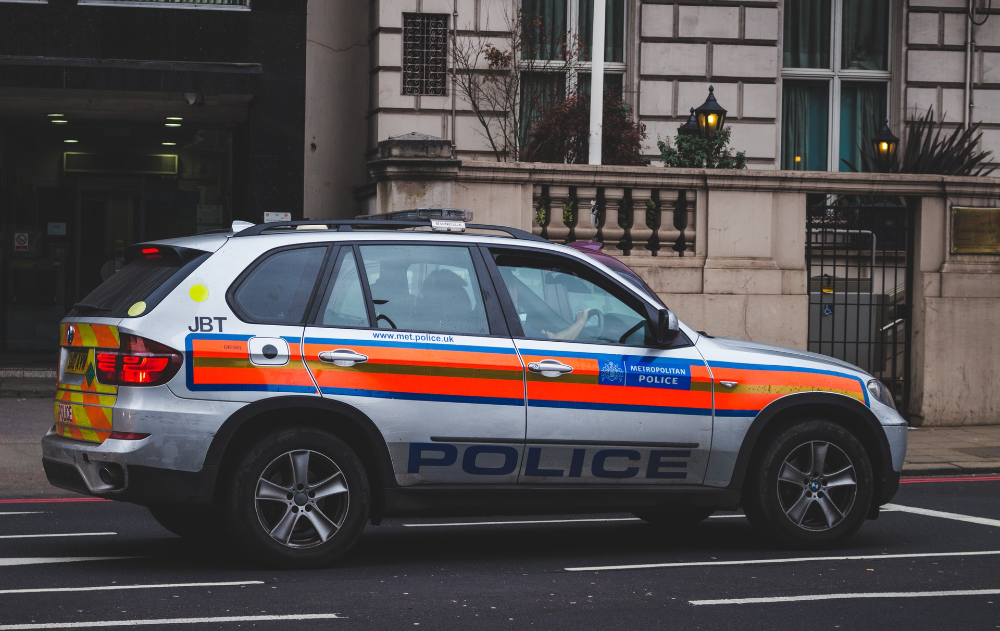 MACNEILLIE
JBT
www.met.police.uk
DIESEL
METROPOLITAN
POLICE
POLICE
POLICE